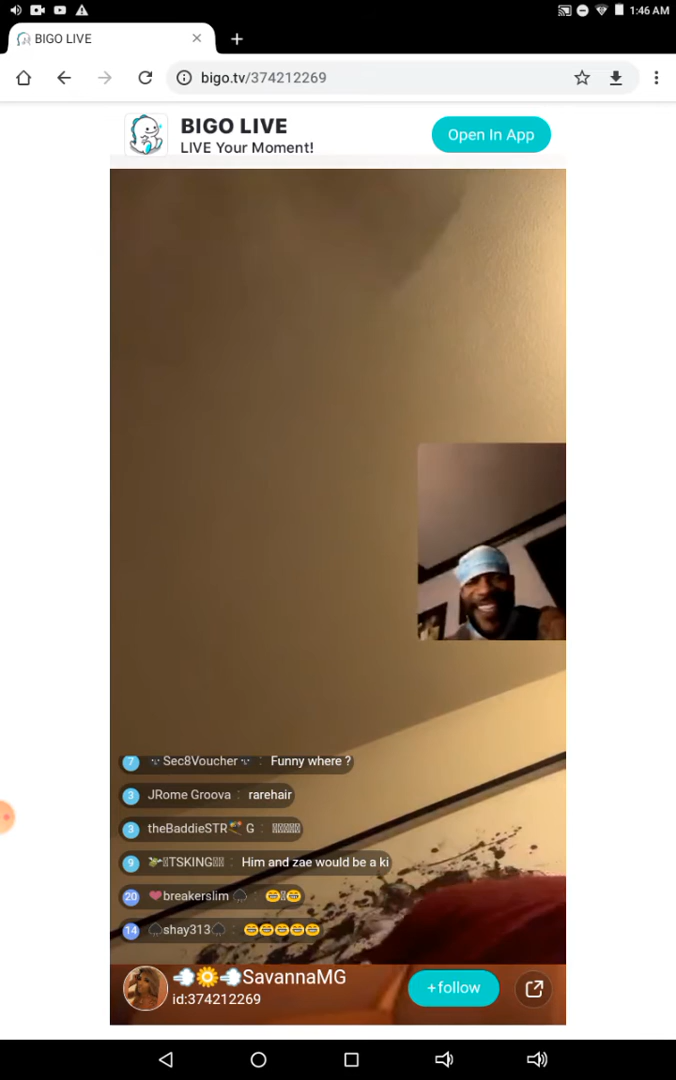 1:46 AM
BIGO LIVE
bigo.tv/374212269
BIGO LIVE
LIVE Your Moment!
Open In App
7 Sec8Voucher : Funny where ?
3 JRome Groova : rarehair
3 theBaddieSTR G :
9 TSKING : Him and zae would be a ki
20 breakerslim :
14 shay313 :
SavannaMG
id:374212269
+follow